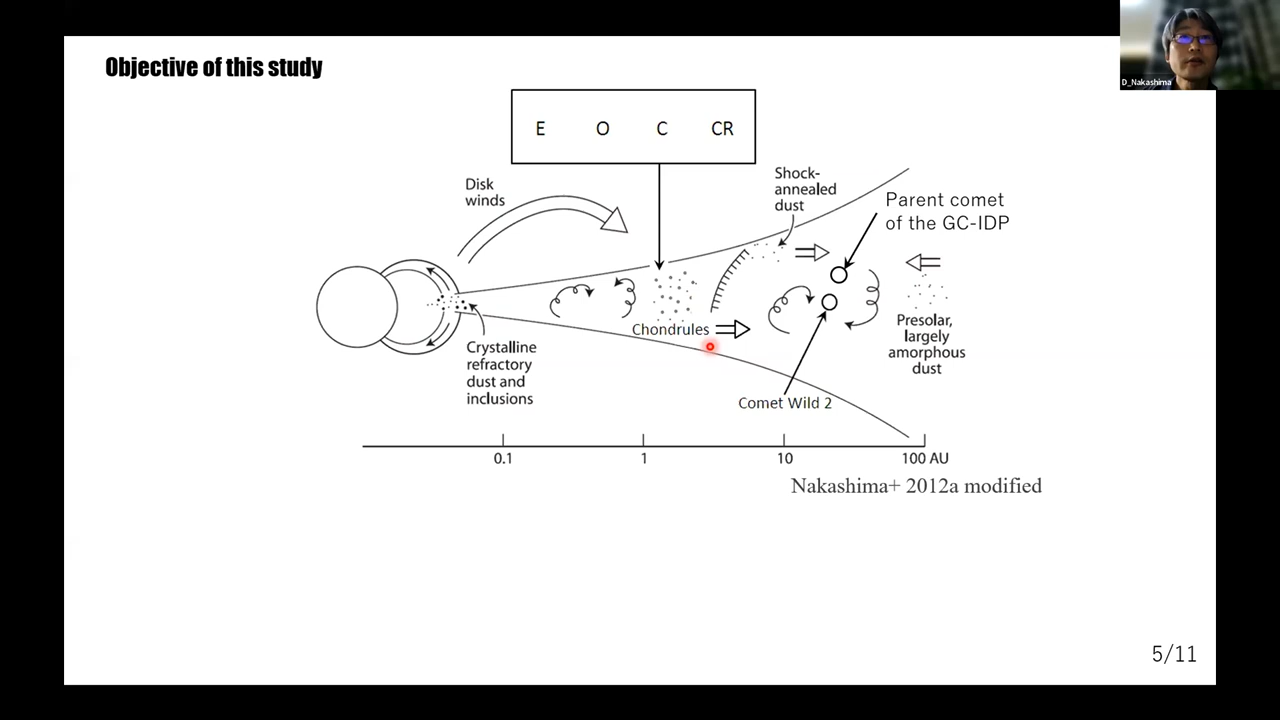 D_Nakashima
Objective of this study
E O C CR
Disk
winds
Shock-
annealed
dust
Parent comet
of the GC-IDP
Chondrules
Presolar,
largely
amorphous
dust
Crystalline
refractory
dust and
inclusions
Comet Wild 2
0.1 1 10 100 AU
Nakashima+ 2012a modified
5/11